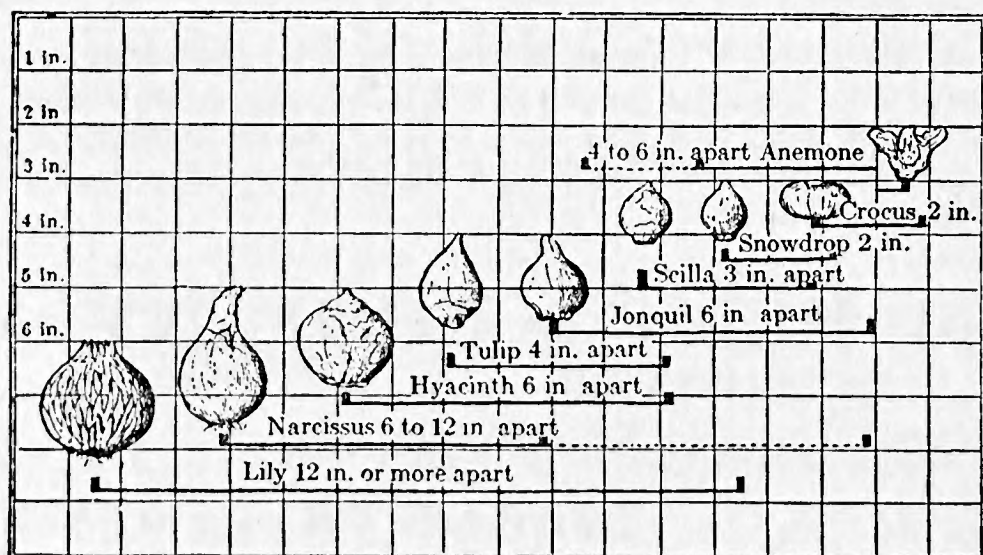 1 in.
2 in
3 in.
4 in.
5 in.
6 in.
4 to 6 in. apart Anemone
Crocus 2 in.
Snowdrop 2 in.
Scilla 3 in. apart
Jonquil 6 in apart
Tulip 4 in. apart
Hyacinth 6 in apart
Narcissus 6 to 12 in apart
Lily 12 in. or more apart